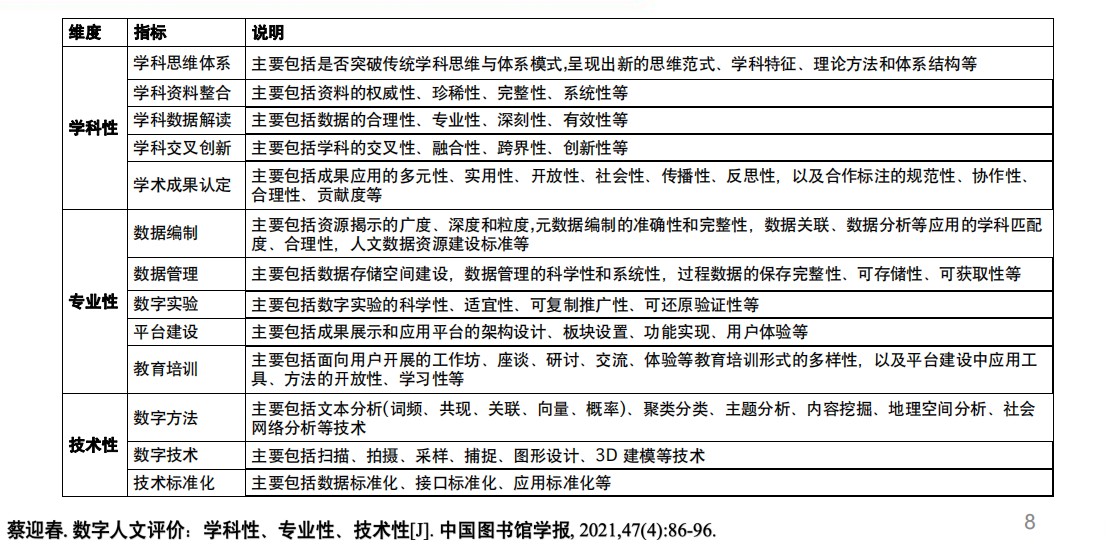 维度 指标 说明
学科性
学科思维体系 主要包括是否突破传统学科思维与体系模式,呈现出新的思维范式、学科特征、理论方法和体系结构等
学科资料整合 主要包括资料的权威性、珍稀性、完整性、系统性等
学科数据解读 主要包括数据的合理性、专业性、深刻性、有效性等
学科交叉创新 主要包括学科的交叉性、融合性、跨界性、创新性等
学术成果认定 主要包括成果应用的多元性、实用性、开放性、社会性、传播性、反思性，以及合作标注的规范性、协作性、
合理性、贡献度等
专业性
数据编制 主要包括资源揭示的广度、深度和粒度,元数据编制的准确性和完整性，数据关联、数据分析等应用的学科匹配
度、合理性，人文数据资源建设标准等
数据管理 主要包括数据存储空间建设，数据管理的科学性和系统性，过程数据的保存完整性、可存储性、可获取性等
数字实验 主要包括数字实验的科学性、适宜性、可复制推广性、可还原验证性等
平台建设 主要包括成果展示和应用平台的架构设计、板块设置、功能实现、用户体验等
教育培训 主要包括面向用户开展的工作坊、座谈、研讨、交流、体验等教育培训形式的多样性，以及平台建设中应用工
具、方法的开放性、学习性等
技术性
数字方法 主要包括文本分析(词频、共现、关联、向量、概率)、聚类分类、主题分析、内容挖掘、地理空间分析、社会
网络分析等技术
数字技术 主要包括扫描、拍摄、采样、捕捉、图形设计、3D 建模等技术
技术标准化 主要包括数据标准化、接口标准化、应用标准化等
蔡迎春. 数字人文评价：学科性、专业性、技术性[J]. 中国图书馆学报, 2021,47(4):86-96.
8